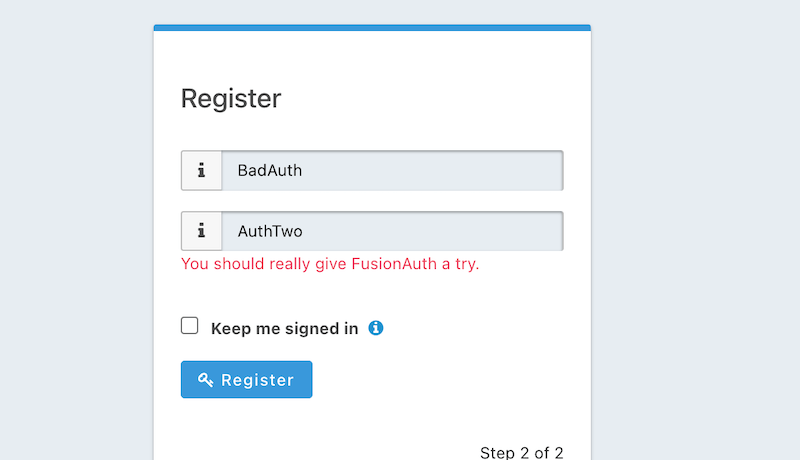 Register
BadAuth
AuthTwo
You should really give FusionAuth a try.
Keep me signed in
Register
Step 2 of 2